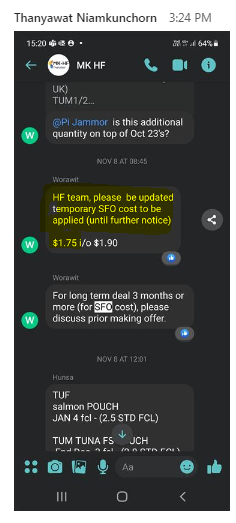 Thanyawat Niamkunchorn 3:24 PM
15:20
64%
MK HF
UK)
TUM1/2...
@Pi Jammor is this additional
quantity on top of Oct 23's?
W
NOV 8 AT 08:45
Worawit
HF team, please be updated
temporary SFO cost to be
applied (until further notice)
$1.75 i/o $1.90
W
Worawit
For long term deal 3 months or
more (for SFO cost), please
discuss prior making offer.
W
NOV 8 AT 12:01
Hunsa
TUF
salmon POUCH
JAN 4 fcl - (2.5 STD FCL)
TUM TUNA FS
Aa